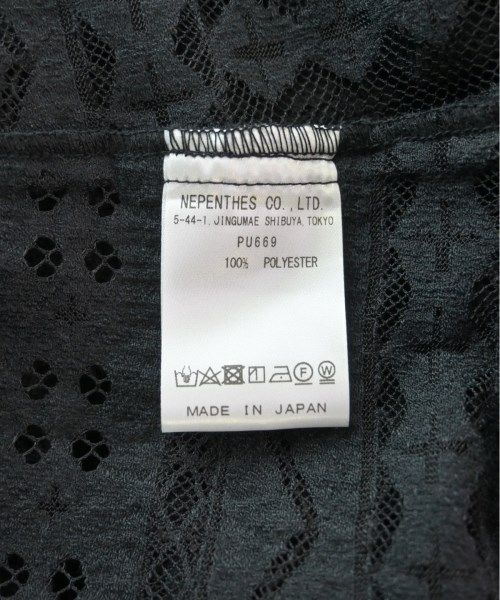 NEPENTHES CO.,LTD.
5-44-1, JINGUMAE SHIBUYA, TOKYO
PU669
100% POLYESTER
MADE IN JAPAN